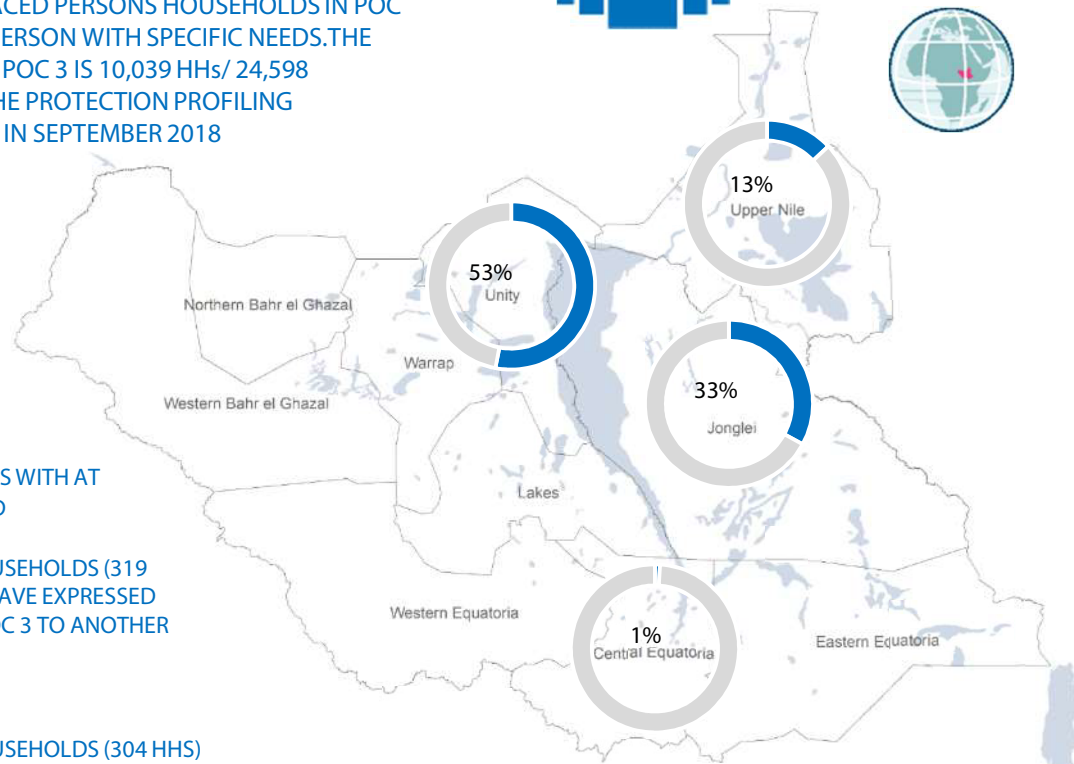 ACED PERSONS HOUSEHOLDS IN POC
PERSON WITH SPECIFIC NEEDS.THE
POC 3 IS 10,039 HHs/ 24,598
HE PROTECTION PROFILING
IN SEPTEMBER 2018
13%
Upper Nile
53%
Unity
Northern Bahr el Ghazal
Warrap
33%
Western Bahr el Ghazal
Jonglei
S WITH AT
Lakes
USEHOLDS (319
AVE EXPRESSED
OC 3 TO ANOTHER
Western Equatoria
1%
Central Equatoria
Eastern Equatoria
USEHOLDS (304 HHS)